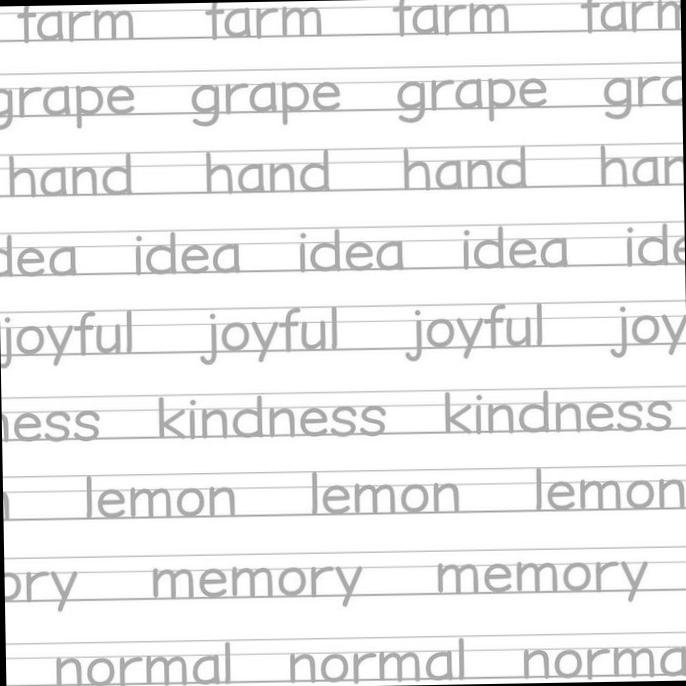 farm farm farm farm
grape grape grape gra
hand hand hand han
dea idea idea idea ide
joyful joyful joyful joy
ness kindness kindness
n lemon lemon lemon
ory memory memory
normal normal norma